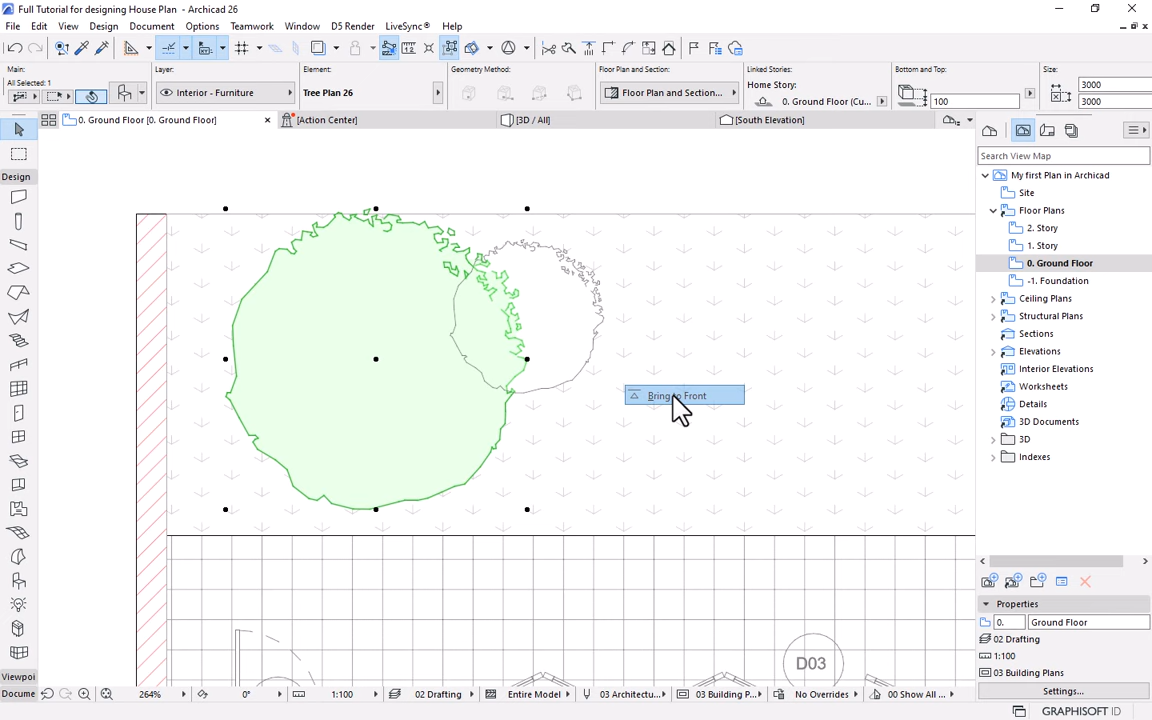 Full Tutorial for designing House Plan - Archicad 26
File Edit View Design Document Options Teamwork Window D5 Render LiveSync® Help
Main: Layer: Element: Geometry Method: Floor Plan and Section: Linked Stories: Bottom and Top: Size:
All Selected: 1
Home Story:
Interior - Furniture
Tree Plan 26
Floor Plan and Section...
0. Ground Floor (Cu...
100
3000
3000
0. Ground Floor [0. Ground Floor]
[Action Center]
[3D / All]
[South Elevation]
Design
Search View Map
My first Plan in Archicad
Site
Floor Plans
2. Story
1. Story
0. Ground Floor
-1. Foundation
Ceiling Plans
Structural Plans
Sections
Elevations
Interior Elevations
Worksheets
Details
3D Documents
3D
Indexes
Bring to Front
D03
Properties
0. Ground Floor
02 Drafting
1:100
03 Building Plans
Settings...
Viewpoi
Docume
264% 0° 1:100 02 Drafting Entire Model 03 Architectu... 03 Building P... No Overrides 00 Show All ...
GRAPHISOFT ID